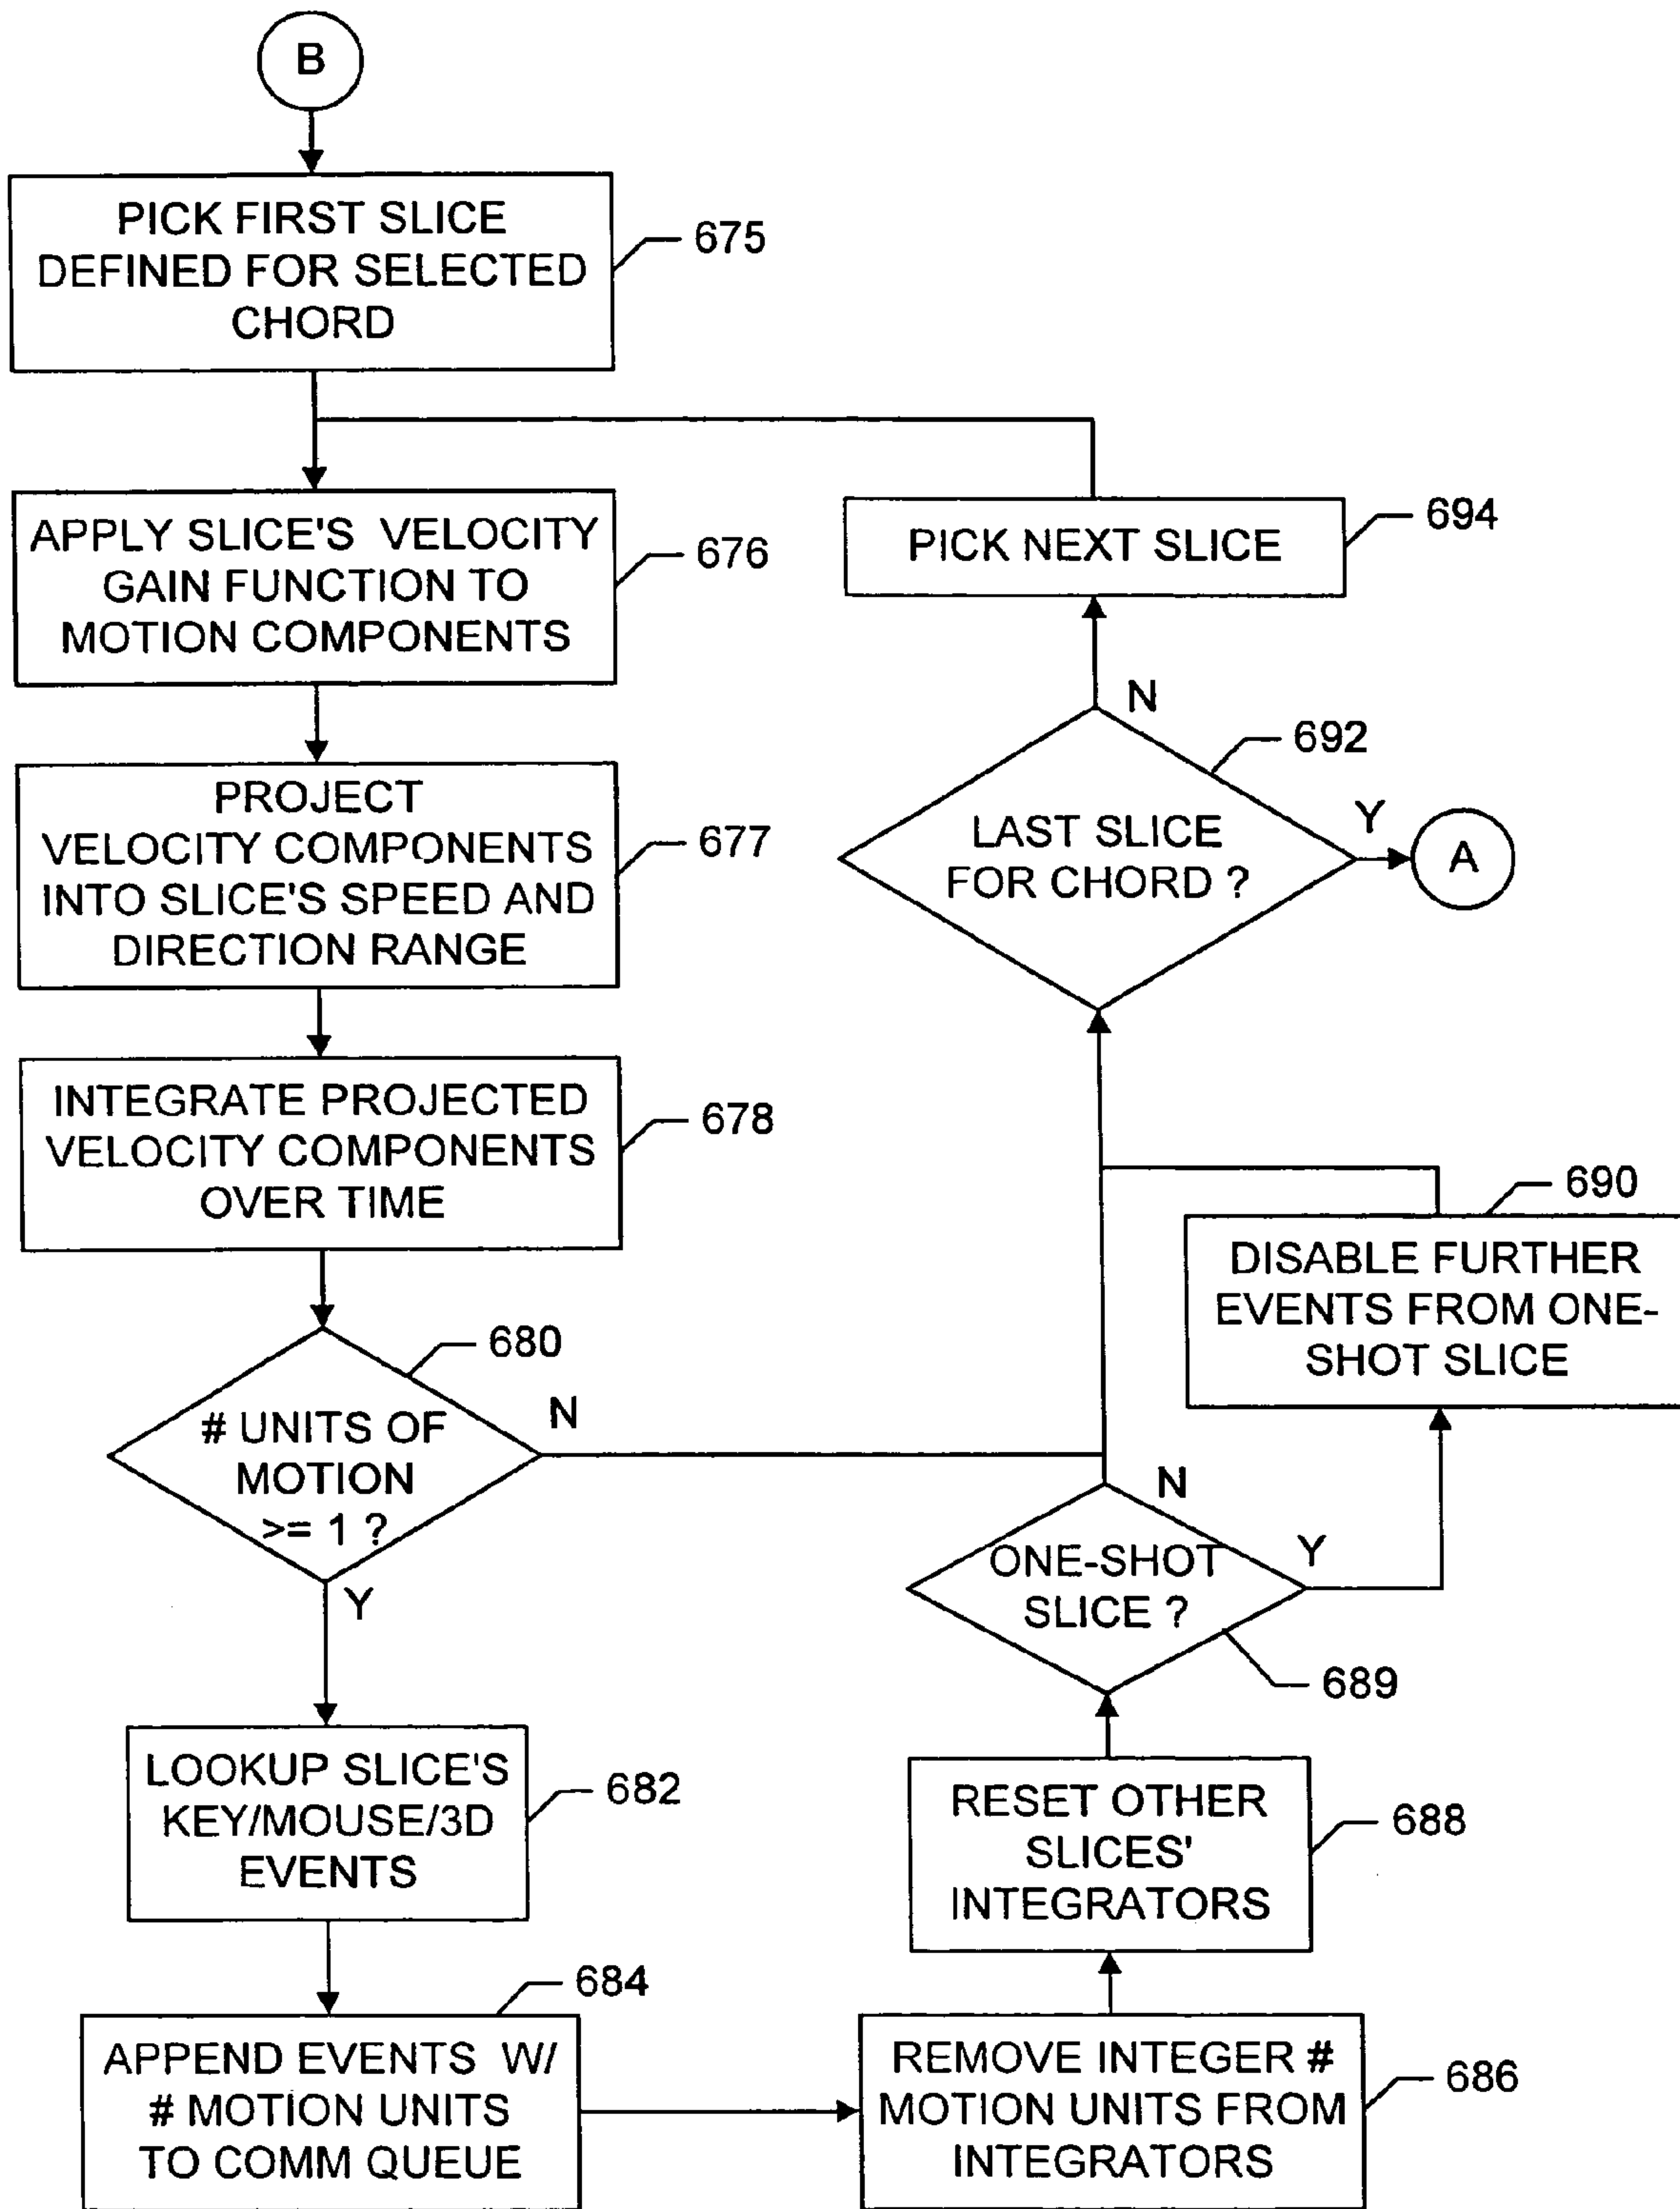 B
PICK FIRST SLICE
DEFINED FOR SELECTED
CHORD
675
APPLY SLICE'S VELOCITY
GAIN FUNCTION TO
MOTION COMPONENTS
676
PROJECT
VELOCITY COMPONENTS
INTO SLICE'S SPEED AND
DIRECTION RANGE
677
INTEGRATE PROJECTED
VELOCITY COMPONENTS
OVER TIME
678
# UNITS OF
MOTION
>= 1 ?
680
N
Y
LOOKUP SLICE'S
KEY/MOUSE/3D
EVENTS
682
APPEND EVENTS W/
# MOTION UNITS
TO COMM QUEUE
684
REMOVE INTEGER #
MOTION UNITS FROM
INTEGRATORS
686
RESET OTHER
SLICES'
INTEGRATORS
688
ONE-SHOT
SLICE ?
689
N
Y
DISABLE FURTHER
EVENTS FROM ONE-
SHOT SLICE
690
LAST SLICE
FOR CHORD ?
692
N
Y
A
PICK NEXT SLICE
694